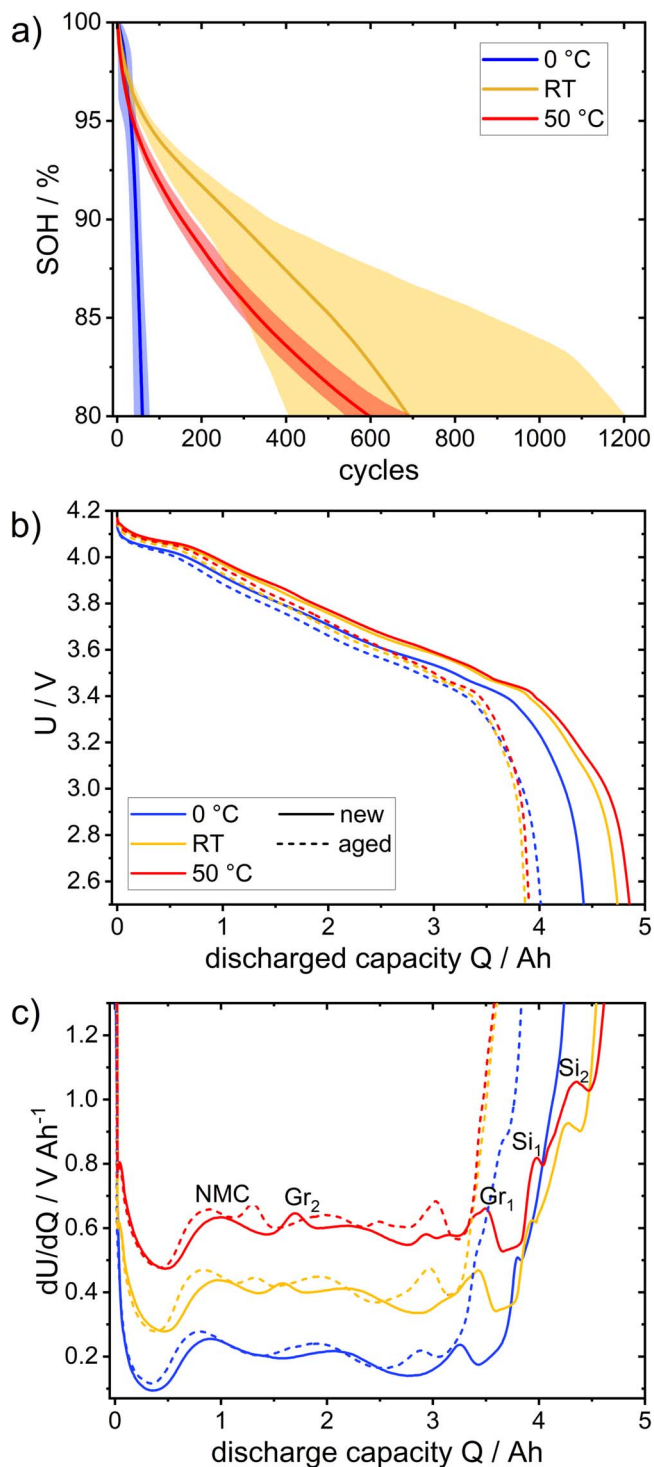 a)
100
95
90
85
80
SOH / %
0 °C
RT
50 °C
0 200 400 600 800 1000 1200
cycles
b)
4.2
4.0
3.8
3.6
3.4
3.2
3.0
2.8
2.6
U / V
0 °C new
RT aged
50 °C
0 1 2 3 4 5
discharged capacity Q / Ah
c)
1.2
1.0
0.8
0.6
0.4
0.2
dU/dQ / V Ah⁻¹
Si₂
Si₁
NMC Gr₂ Gr₁
0 1 2 3 4 5
discharge capacity Q / Ah